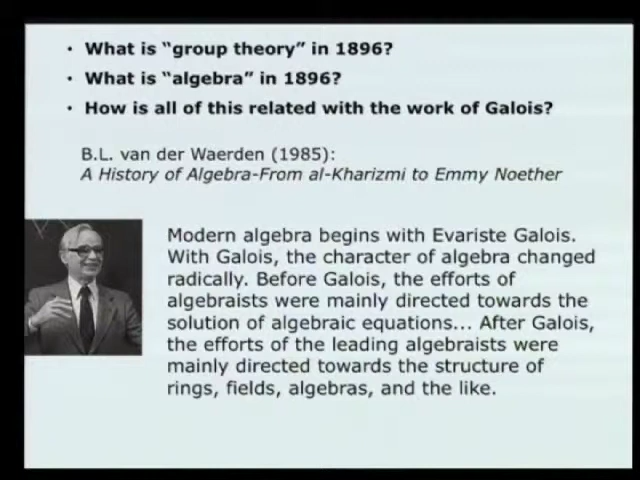 • What is “group theory” in 1896?
• What is “algebra” in 1896?
• How is all of this related with the work of Galois?
B.L. van der Waerden (1985):
A History of Algebra-From al-Kharizmi to Emmy Noether
Modern algebra begins with Evariste Galois.
With Galois, the character of algebra changed
radically. Before Galois, the efforts of
algebraists were mainly directed towards the
solution of algebraic equations... After Galois,
the efforts of the leading algebraists were
mainly directed towards the structure of
rings, fields, algebras, and the like.